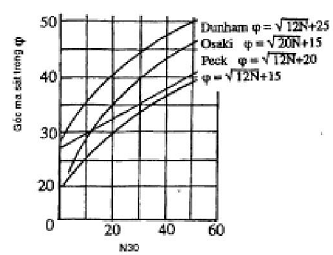 50
40
30
20
0
20
40
60
N30
Góc ma sát trong φ
Dunham φ = √12N+25
Osaki φ = √20N+15
Peck φ = √12N+20
φ = √12N+15